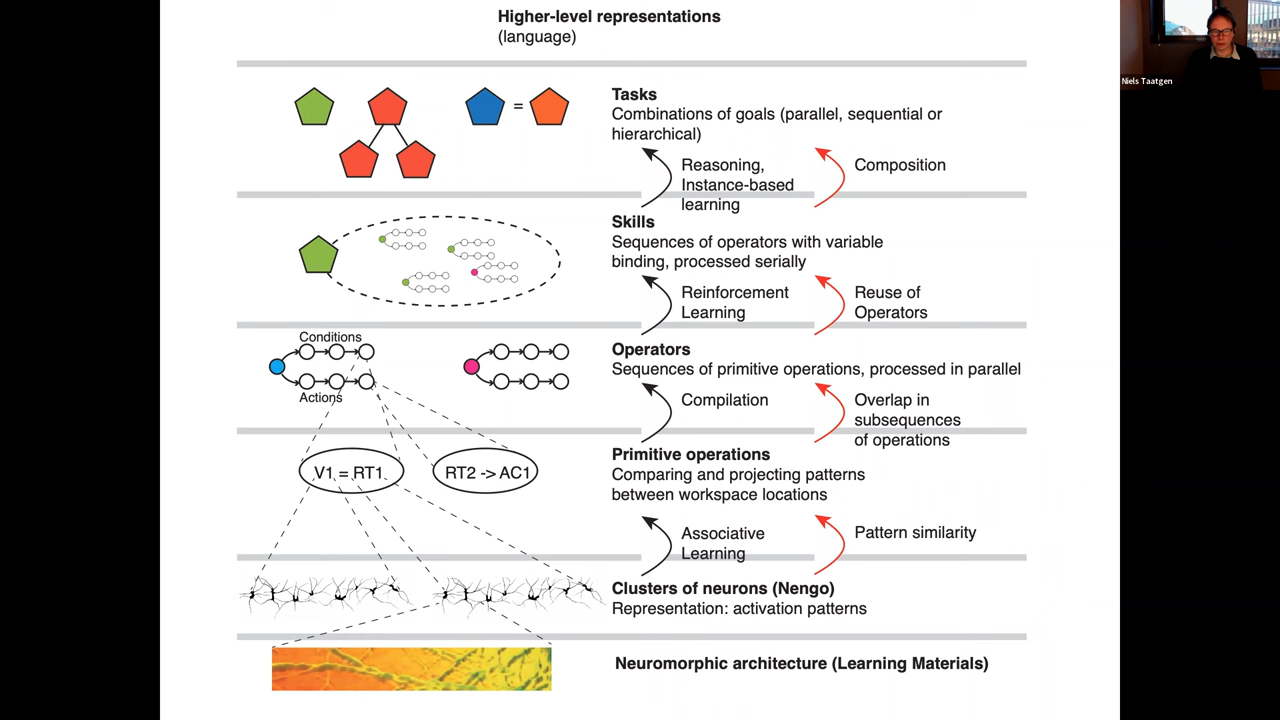 Higher-level representations
(language)
Niels Taatgen
=
Tasks
Combinations of goals (parallel, sequential or
hierarchical)
Reasoning,
Instance-based
learning
Composition
Skills
Sequences of operators with variable
binding, processed serially
Reinforcement
Learning
Reuse of
Operators
Conditions
Actions
Operators
Sequences of primitive operations, processed in parallel
Compilation
Overlap in
subsequences
of operations
V1 = RT1
RT2 -> AC1
Primitive operations
Comparing and projecting patterns
between workspace locations
Associative
Learning
Pattern similarity
Clusters of neurons (Nengo)
Representation: activation patterns
Neuromorphic architecture (Learning Materials)